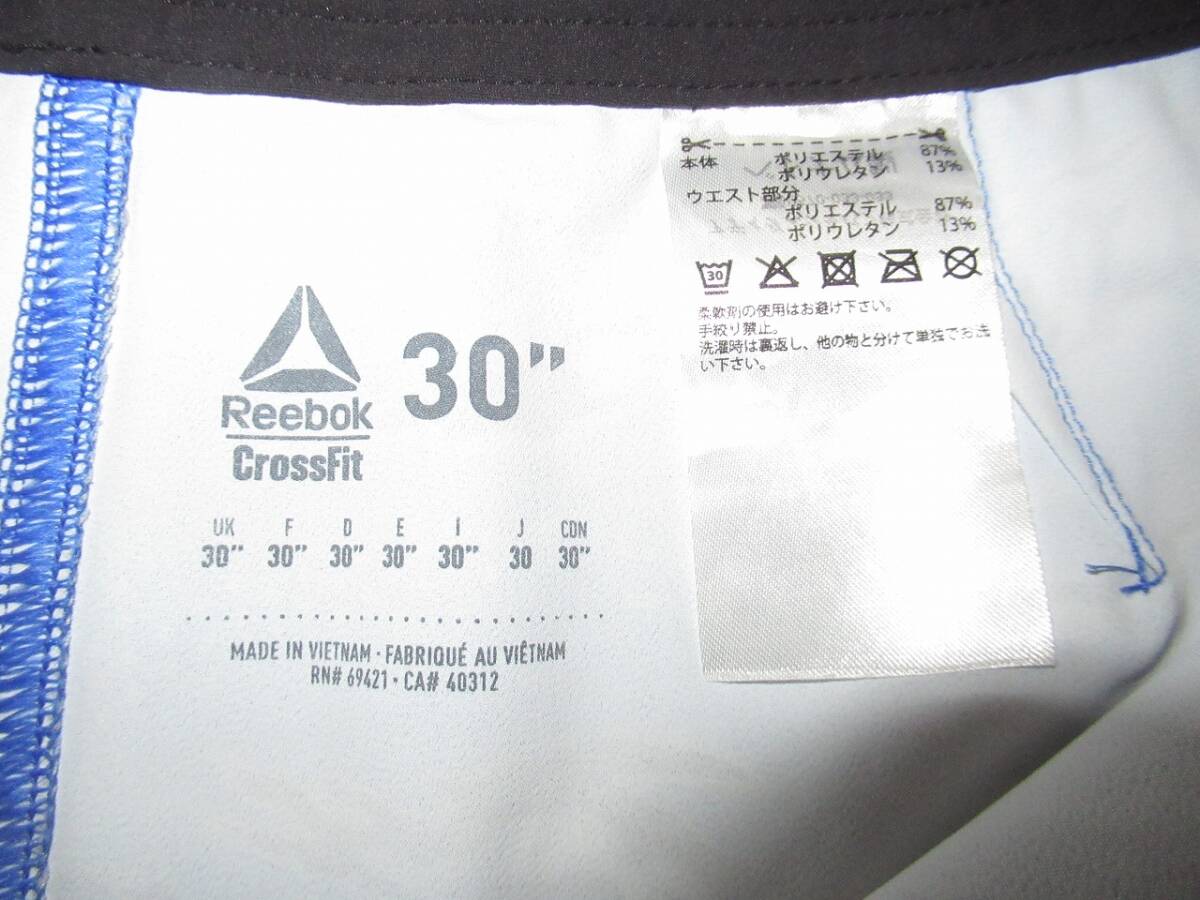 Reebok
CrossFit
30"
UK F D E I J CDN
30" 30" 30" 30" 30" 30 30"
MADE IN VIETNAM · FABRIQUÉ AU VIÊTNAM
RN# 69421 · CA# 40312
本体 ポリエステル 87%
ポリウレタン 13%
ウエスト部分
ポリエステル 87%
ポリウレタン 13%
30
柔軟剤の使用はお避け下さい。
手絞り禁止。
洗濯時は裏返し、他の物と分けて単独でお洗
い下さい。